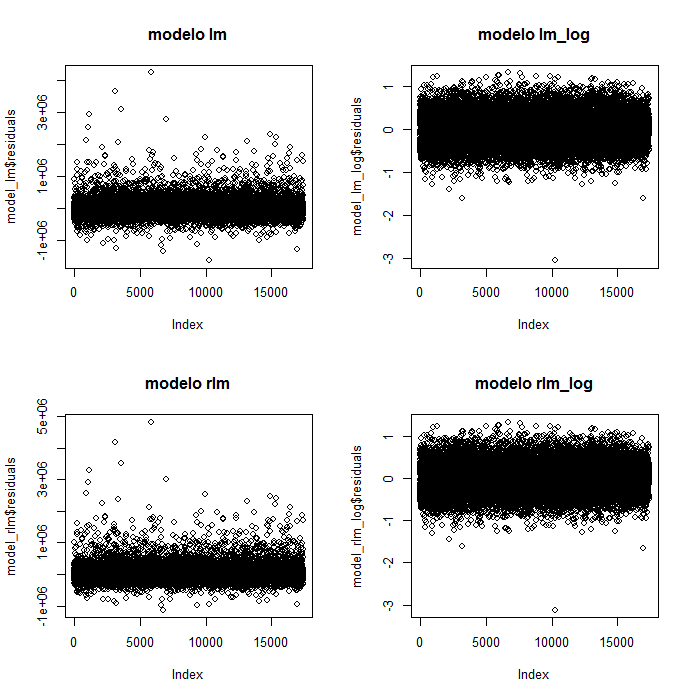 modelo lm
model_lm$residuals
-1e+06
1e+06
3e+06
0
5000
10000
15000
Index
modelo lm_log
model_lm_log$residuals
-3
-2
-1
0
1
0
5000
10000
15000
Index
modelo rlm
model_rlm$residuals
-1e+06
1e+06
3e+06
5e+06
0
5000
10000
15000
Index
modelo rlm_log
model_rlm_log$residuals
-3
-2
-1
0
1
0
5000
10000
15000
Index